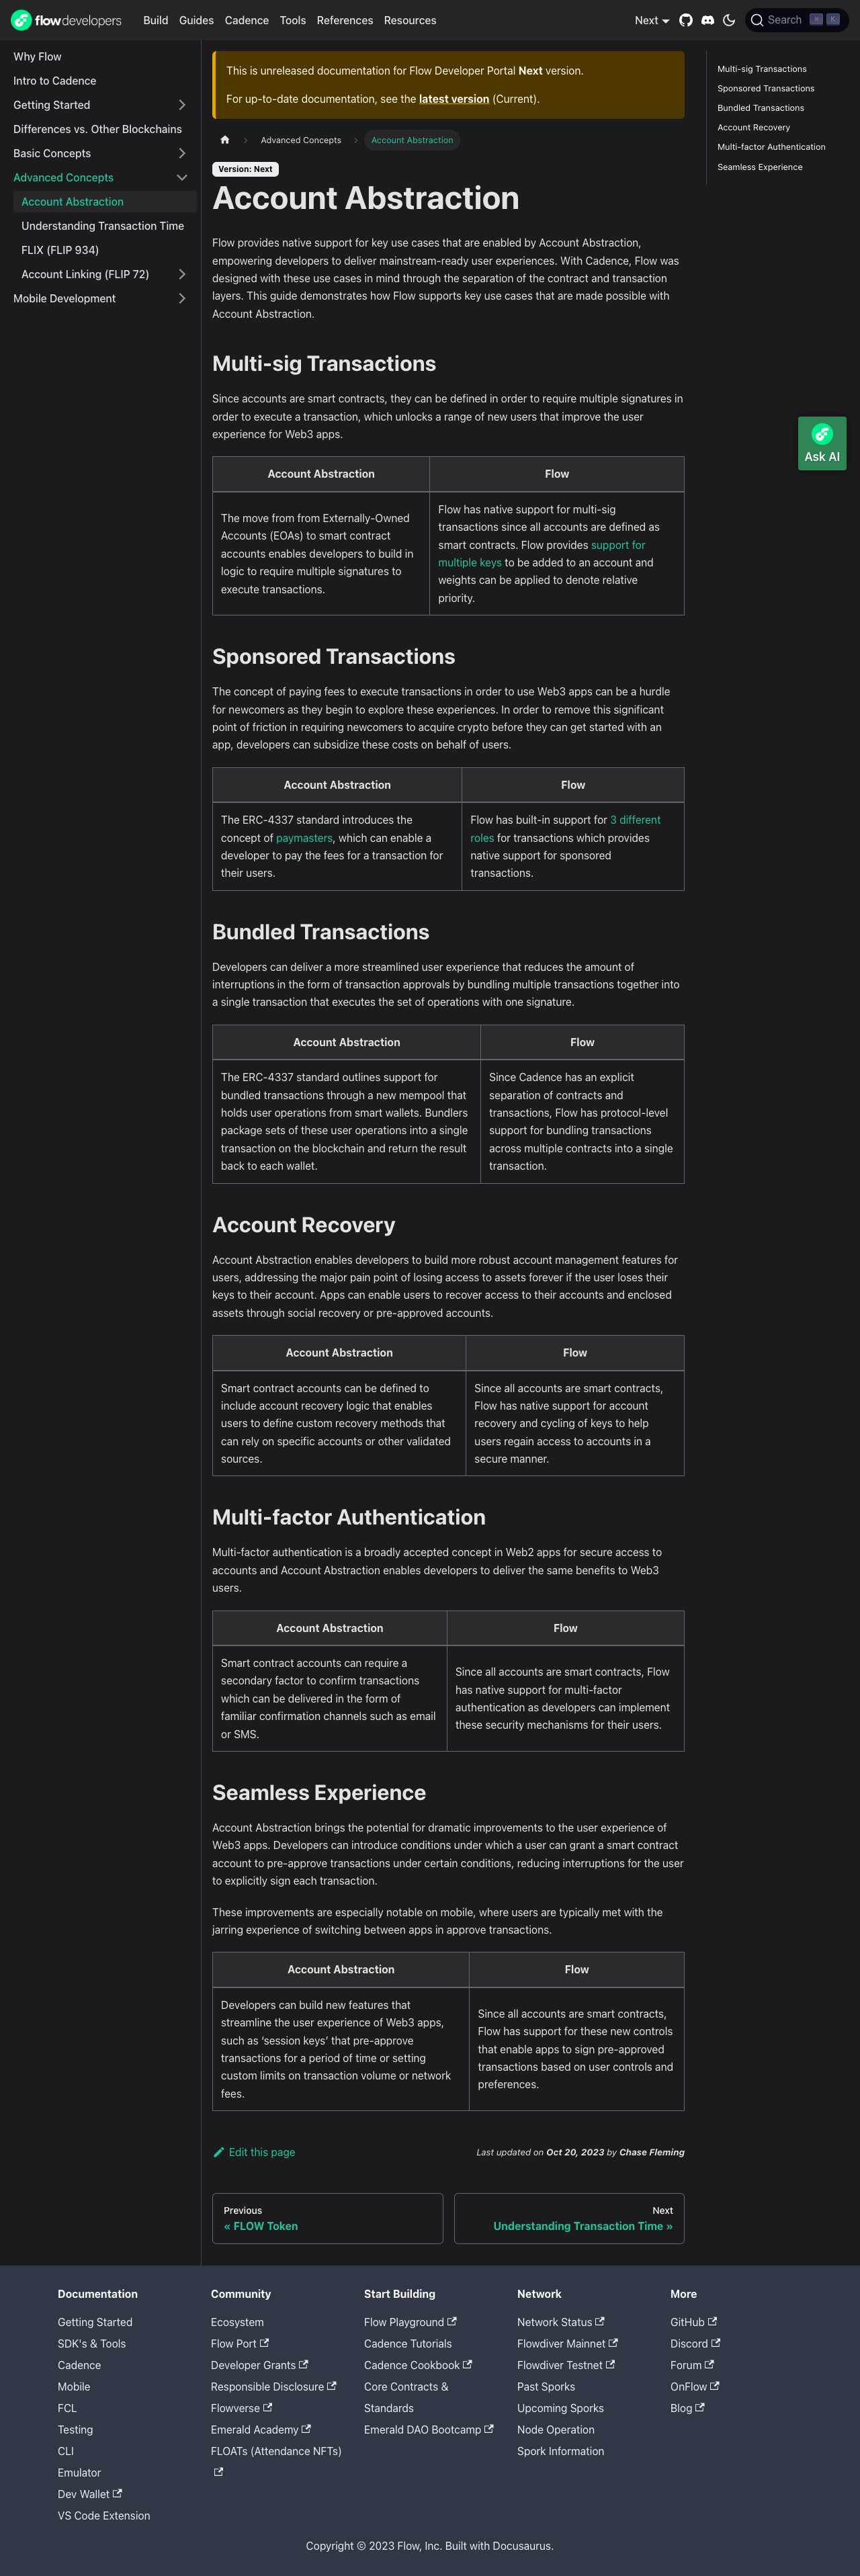 flowdevelopers
Build Guides Cadence Tools References Resources
Next
Search ⌘ K
Why Flow
Intro to Cadence
Getting Started
Differences vs. Other Blockchains
Basic Concepts
Advanced Concepts
Account Abstraction
Understanding Transaction Time
FLIX (FLIP 934)
Account Linking (FLIP 72)
Mobile Development
This is unreleased documentation for Flow Developer Portal Next version.
For up-to-date documentation, see the latest version (Current).
Advanced Concepts
Account Abstraction
Version: Next
Account Abstraction
Flow provides native support for key use cases that are enabled by Account Abstraction,
empowering developers to deliver mainstream-ready user experiences. With Cadence, Flow was
designed with these use cases in mind through the separation of the contract and transaction
layers. This guide demonstrates how Flow supports key use cases that are made possible with
Account Abstraction.
Multi-sig Transactions
Since accounts are smart contracts, they can be defined in order to require multiple signatures in
order to execute a transaction, which unlocks a range of new users that improve the user
experience for Web3 apps.
Account Abstraction
Flow
The move from from Externally-Owned
Accounts (EOAs) to smart contract
accounts enables developers to build in
logic to require multiple signatures to
execute transactions.
Flow has native support for multi-sig
transactions since all accounts are defined as
smart contracts. Flow provides support for
multiple keys to be added to an account and
weights can be applied to denote relative
priority.
Sponsored Transactions
The concept of paying fees to execute transactions in order to use Web3 apps can be a hurdle
for newcomers as they begin to explore these experiences. In order to remove this significant
point of friction in requiring newcomers to acquire crypto before they can get started with an
app, developers can subsidize these costs on behalf of users.
Account Abstraction
Flow
The ERC-4337 standard introduces the
concept of paymasters, which can enable a
developer to pay the fees for a transaction for
their users.
Flow has built-in support for 3 different
roles for transactions which provides
native support for sponsored
transactions.
Bundled Transactions
Developers can deliver a more streamlined user experience that reduces the amount of
interruptions in the form of transaction approvals by bundling multiple transactions together into
a single transaction that executes the set of operations with one signature.
Account Abstraction
Flow
The ERC-4337 standard outlines support for
bundled transactions through a new mempool that
holds user operations from smart wallets. Bundlers
package sets of these user operations into a single
transaction on the blockchain and return the result
back to each wallet.
Since Cadence has an explicit
separation of contracts and
transactions, Flow has protocol-level
support for bundling transactions
across multiple contracts into a single
transaction.
Account Recovery
Account Abstraction enables developers to build more robust account management features for
users, addressing the major pain point of losing access to assets forever if the user loses their
keys to their account. Apps can enable users to recover access to their accounts and enclosed
assets through social recovery or pre-approved accounts.
Account Abstraction
Flow
Smart contract accounts can be defined to
include account recovery logic that enables
users to define custom recovery methods that
can rely on specific accounts or other validated
sources.
Since all accounts are smart contracts,
Flow has native support for account
recovery and cycling of keys to help
users regain access to accounts in a
secure manner.
Multi-factor Authentication
Multi-factor authentication is a broadly accepted concept in Web2 apps for secure access to
accounts and Account Abstraction enables developers to deliver the same benefits to Web3
users.
Account Abstraction
Flow
Smart contract accounts can require a
secondary factor to confirm transactions
which can be delivered in the form of
familiar confirmation channels such as email
or SMS.
Since all accounts are smart contracts, Flow
has native support for multi-factor
authentication as developers can implement
these security mechanisms for their users.
Seamless Experience
Account Abstraction brings the potential for dramatic improvements to the user experience of
Web3 apps. Developers can introduce conditions under which a user can grant a smart contract
account to pre-approve transactions under certain conditions, reducing interruptions for the user
to explicitly sign each transaction.
These improvements are especially notable on mobile, where users are typically met with the
jarring experience of switching between apps in approve transactions.
Account Abstraction
Flow
Developers can build new features that
streamline the user experience of Web3 apps,
such as ‘session keys’ that pre-approve
transactions for a period of time or setting
custom limits on transaction volume or network
fees.
Since all accounts are smart contracts,
Flow has support for these new controls
that enable apps to sign pre-approved
transactions based on user controls and
preferences.
Edit this page
Last updated on Oct 20, 2023 by Chase Fleming
Previous
« FLOW Token
Next
Understanding Transaction Time »
Multi-sig Transactions
Sponsored Transactions
Bundled Transactions
Account Recovery
Multi-factor Authentication
Seamless Experience
Ask AI
Documentation
Getting Started
SDK's & Tools
Cadence
Mobile
FCL
Testing
CLI
Emulator
Dev Wallet
VS Code Extension
Community
Ecosystem
Flow Port
Developer Grants
Responsible Disclosure
Flowverse
Emerald Academy
FLOATs (Attendance NFTs)
Start Building
Flow Playground
Cadence Tutorials
Cadence Cookbook
Core Contracts &
Standards
Emerald DAO Bootcamp
Network
Network Status
Flowdiver Mainnet
Flowdiver Testnet
Past Sporks
Upcoming Sporks
Node Operation
Spork Information
More
GitHub
Discord
Forum
OnFlow
Blog
Copyright © 2023 Flow, Inc. Built with Docusaurus.